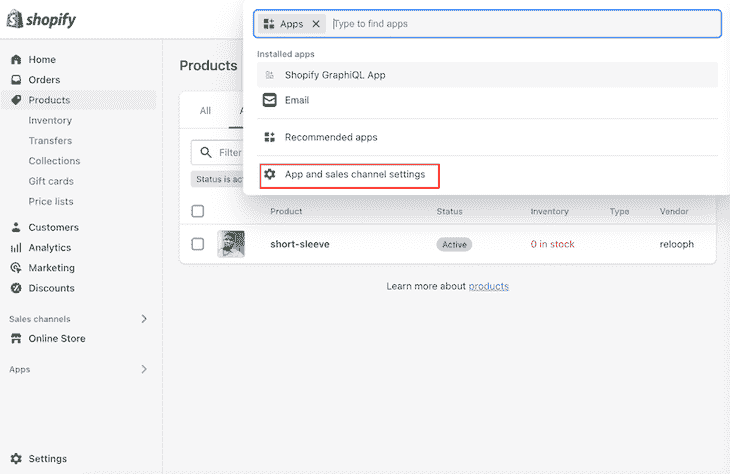 shopify
Apps
Type to find apps
Installed apps
Shopify GraphiQL App
Email
Recommended apps
App and sales channel settings
Home
Orders
Products
Inventory
Transfers
Collections
Gift cards
Price lists
Customers
Analytics
Marketing
Discounts
Sales channels
Online Store
Apps
Settings
Products
All
Filter
Status is
Product Status Inventory Type Vendor
short-sleeve Active 0 in stock relooph
Learn more about products